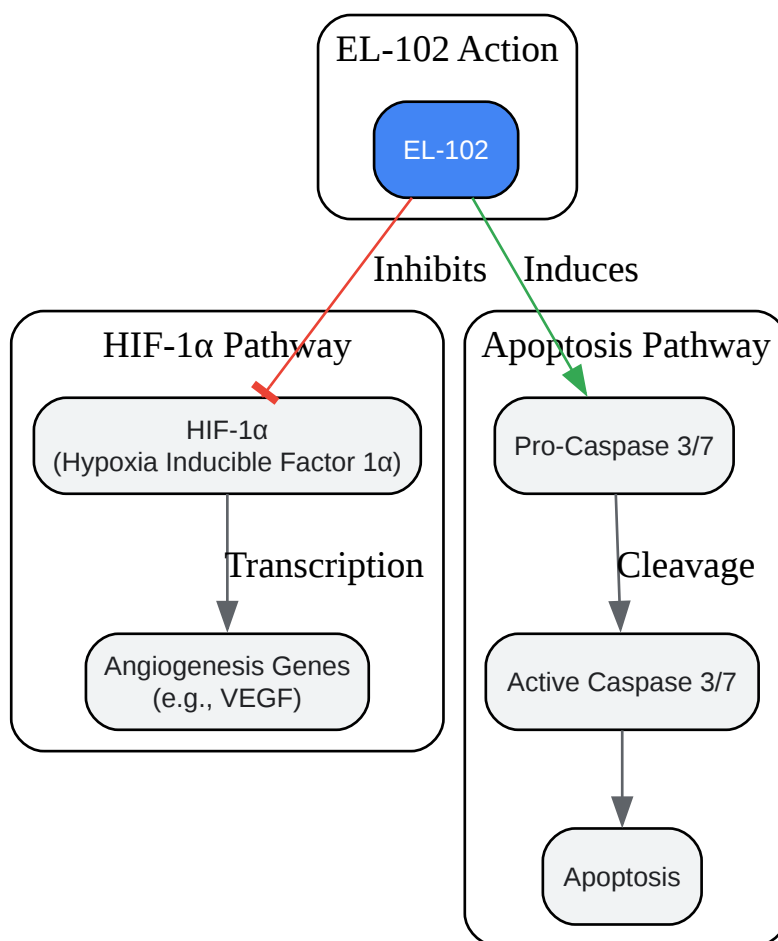 EL-102 Action
EL-102
Inhibits
Induces
HIF-1α Pathway
Apoptosis Pathway
HIF-1α
(Hypoxia Inducible Factor 1α)
Pro-Caspase 3/7
Transcription
Cleavage
Angiogenesis Genes
(e.g., VEGF)
Active Caspase 3/7
Apoptosis